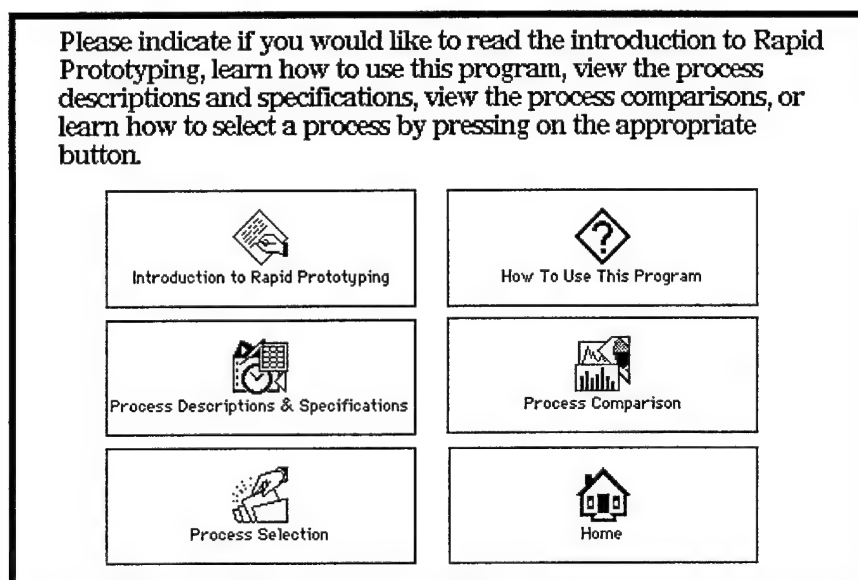 Please indicate if you would like to read the introduction to Rapid
Prototyping, learn how to use this program, view the process
descriptions and specifications, view the process comparisons, or
learn how to select a process by pressing on the appropriate
button.
Introduction to Rapid Prototyping
How To Use This Program
Process Descriptions & Specifications
Process Comparison
Process Selection
Home